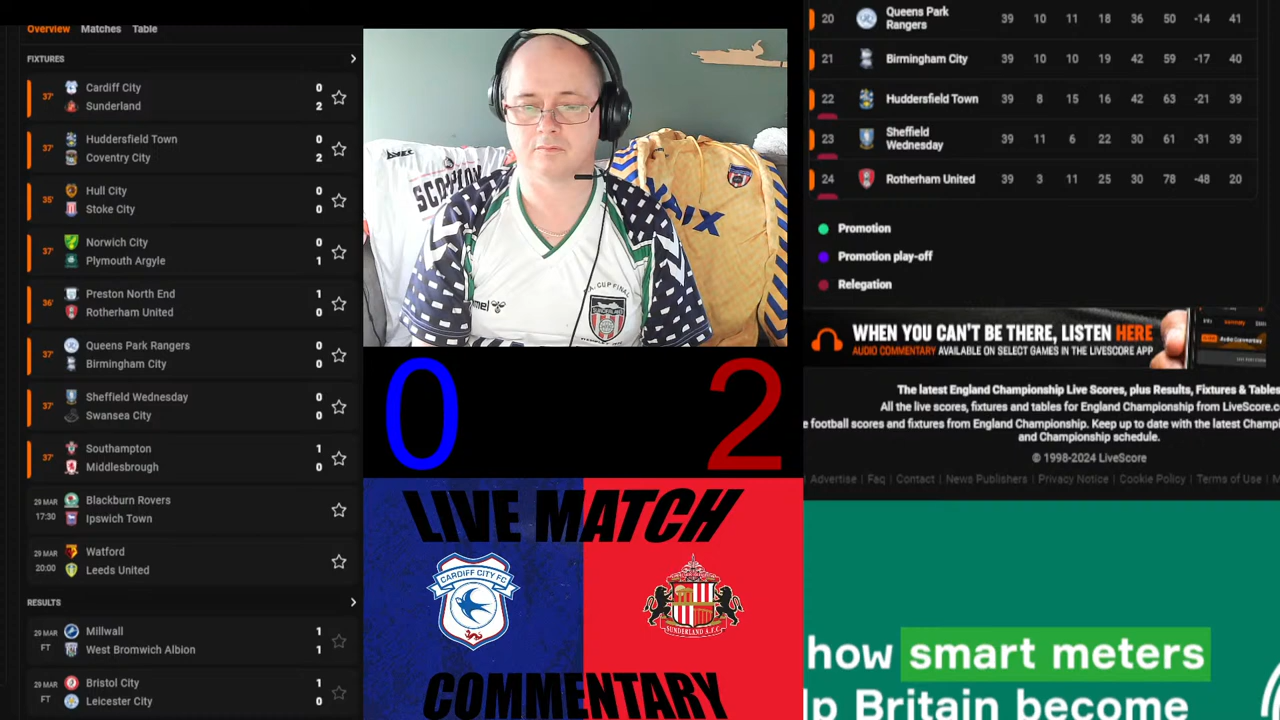 Overview Matches Table
FIXTURES
37' Cardiff City 0
Sunderland 2
37' Huddersfield Town 0
Coventry City 2
35' Hull City 0
Stoke City 0
37' Norwich City 0
Plymouth Argyle 1
36' Preston North End 1
Rotherham United 0
37' Queens Park Rangers 0
Birmingham City 0
37' Sheffield Wednesday 0
Swansea City 0
37' Southampton 1
Middlesbrough 0
29 MAR Blackburn Rovers
17:30 Ipswich Town
29 MAR Watford
20:00 Leeds United
RESULTS
29 MAR Millwall 1
FT West Bromwich Albion 1
29 MAR Bristol City 1
FT Leicester City 0
SCOTION
VAIX
hummel
F.A. CUP FINAL
SUNDERLAND
0 2
LIVE MATCH
CARDIFF CITY FC
SUNDERLAND A.F.C
COMMENTARY
20 Queens Park Rangers 39 10 11 18 36 50 -14 41
21 Birmingham City 39 10 10 19 42 59 -17 40
22 Huddersfield Town 39 8 15 16 42 63 -21 39
23 Sheffield Wednesday 39 11 6 22 30 61 -31 39
24 Rotherham United 39 3 11 25 30 78 -48 20
Promotion
Promotion play-off
Relegation
WHEN YOU CAN'T BE THERE, LISTEN HERE
AUDIO COMMENTARY AVAILABLE ON SELECT GAMES IN THE LIVESCORE APP
The latest England Championship Live Scores, plus Results, Fixtures & Tables
All the live scores, fixtures and tables for England Championship from LiveScore.c
e football scores and fixtures from England Championship. Keep up to date with the latest Champi
and Championship schedule.
© 1998-2024 LiveScore
Advertise Faq Contact News Publishers Privacy Notice Cookie Policy Terms of Use
how smart meters
lp Britain become